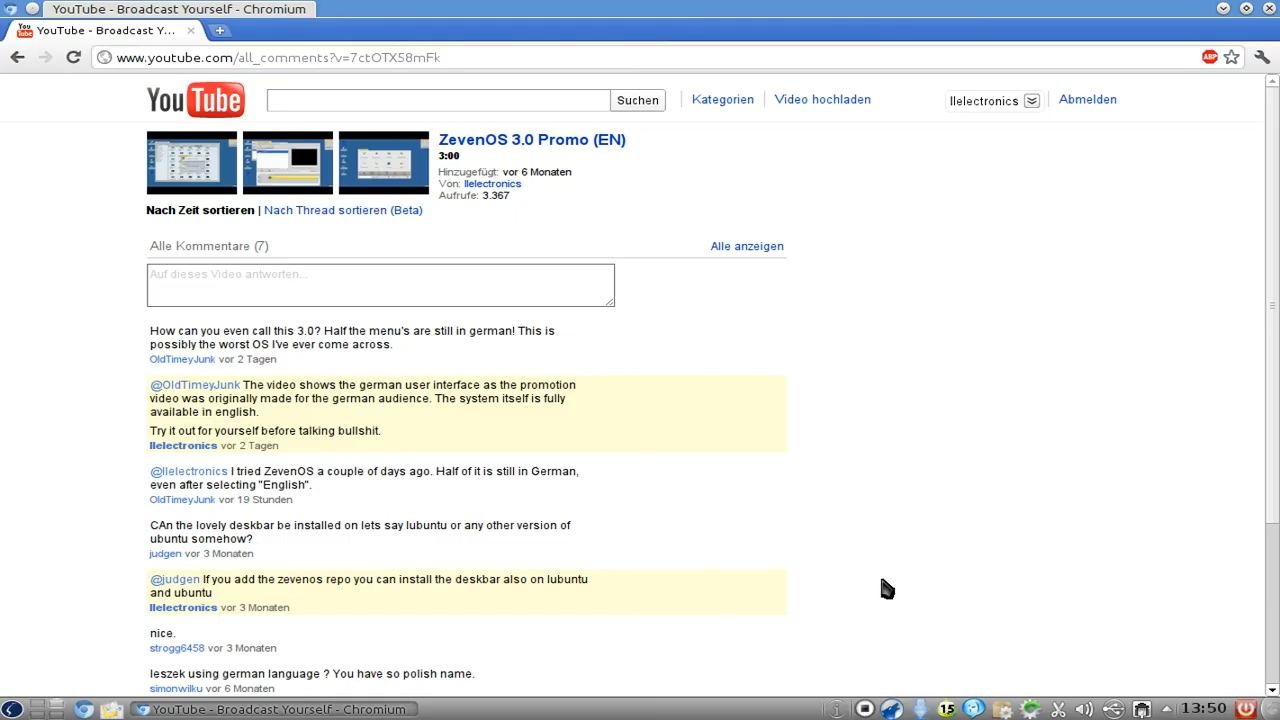 YouTube - Broadcast Yourself - Chromium
You Tube YouTube - Broadcast Y...
www.youtube.com/all_comments?v=7ctOTX58mFk
ABP
You Tube
Suchen
Kategorien
Video hochladen
llelectronics
Abmelden
ZevenOS 3.0 Promo (EN)
3:00
Hinzugefügt: vor 6 Monaten
Von: llelectronics
Aufrufe: 3.367
Nach Zeit sortieren | Nach Thread sortieren (Beta)
Alle Kommentare (7)
Alle anzeigen
Auf dieses Video antworten...
How can you even call this 3.0? Half the menu's are still in german! This is
possibly the worst OS I've ever come across.
OldTimeyJunk vor 2 Tagen
@OldTimeyJunk The video shows the german user interface as the promotion
video was originally made for the german audience. The system itself is fully
available in english.
Try it out for yourself before talking bullshit.
llelectronics vor 2 Tagen
@llelectronics I tried ZevenOS a couple of days ago. Half of it is still in German,
even after selecting "English".
OldTimeyJunk vor 19 Stunden
CAn the lovely deskbar be installed on lets say lubuntu or any other version of
ubuntu somehow?
judgen vor 3 Monaten
@judgen If you add the zevenos repo you can install the deskbar also on lubuntu
and ubuntu
llelectronics vor 3 Monaten
nice.
strogg6458 vor 3 Monaten
leszek using german language ? You have so polish name.
simonwilku vor 6 Monaten
YouTube - Broadcast Yourself - Chromium
15
13:50